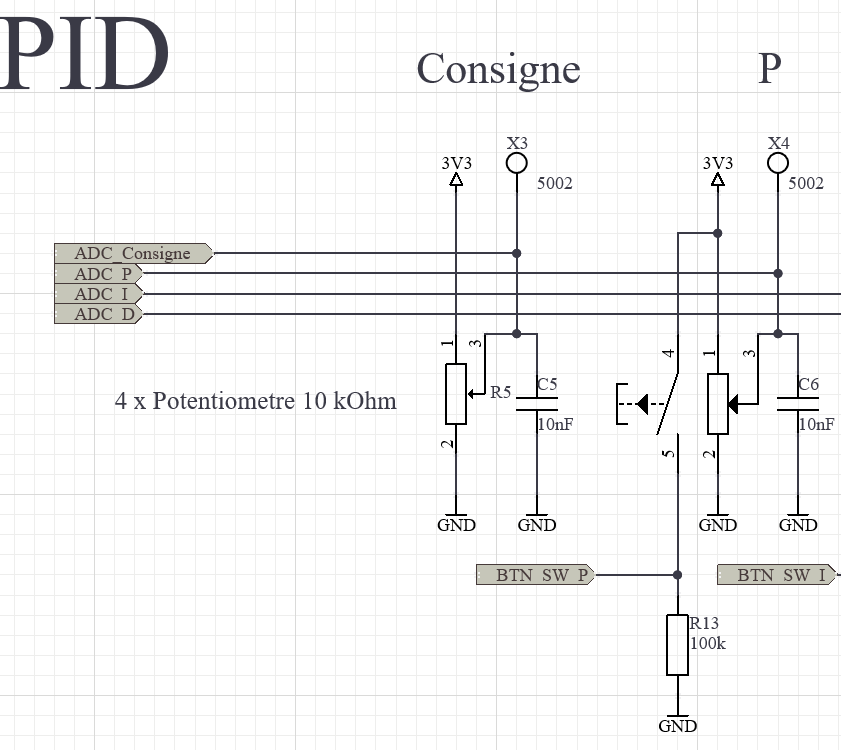 PID
Consigne
P
X3
X4
3V3
5002
3V3
5002
ADC_Consigne
ADC_P
ADC_I
ADC_D
1
3
4
1
3
4 x Potentiometre 10 kOhm
R5
C5
C6
10nF
10nF
2
5
2
GND
GND
GND
GND
BTN_SW_P
BTN_SW_I
R13
100k
GND